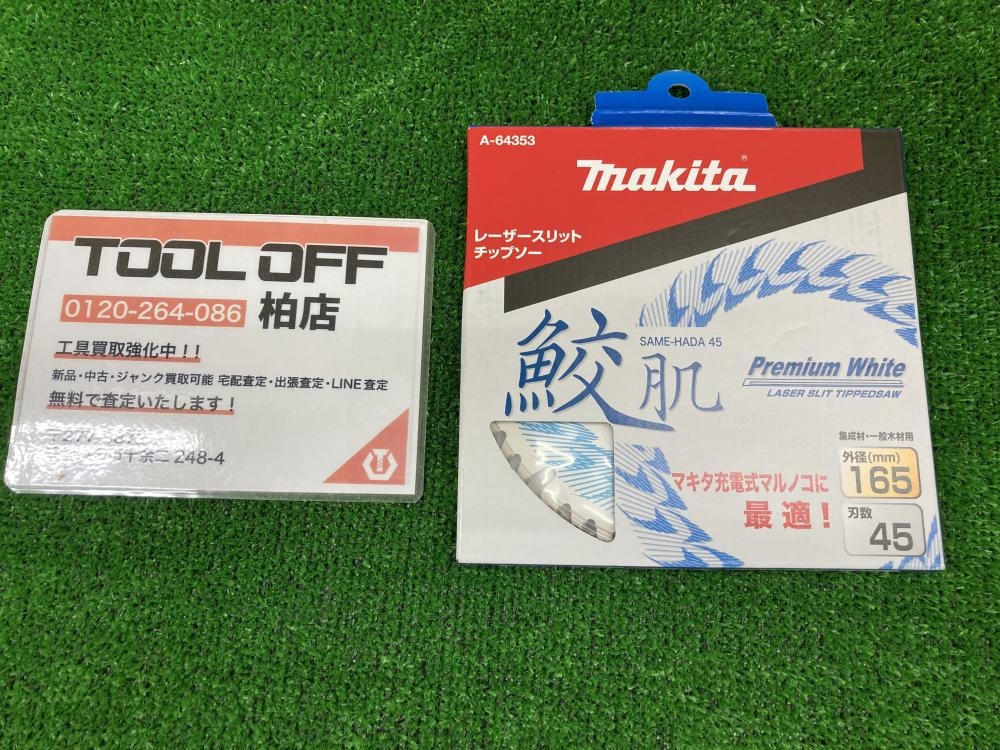 TOOL OFF
0120-264-086 柏店
工具買取強化中!!
新品・中古・ジャンク買取可能 宅配査定・出張査定・LINE査定
無料で査定いたします!
248-4
A-64353
makita
レーザースリット
チップソー
鮫肌
SAME-HADA 45
Premium White
LASER SLIT TIPPEDSAW
集成材・一般木材用
外径(mm)
165
マキタ充電式マルノコに
最適!
刃数
45